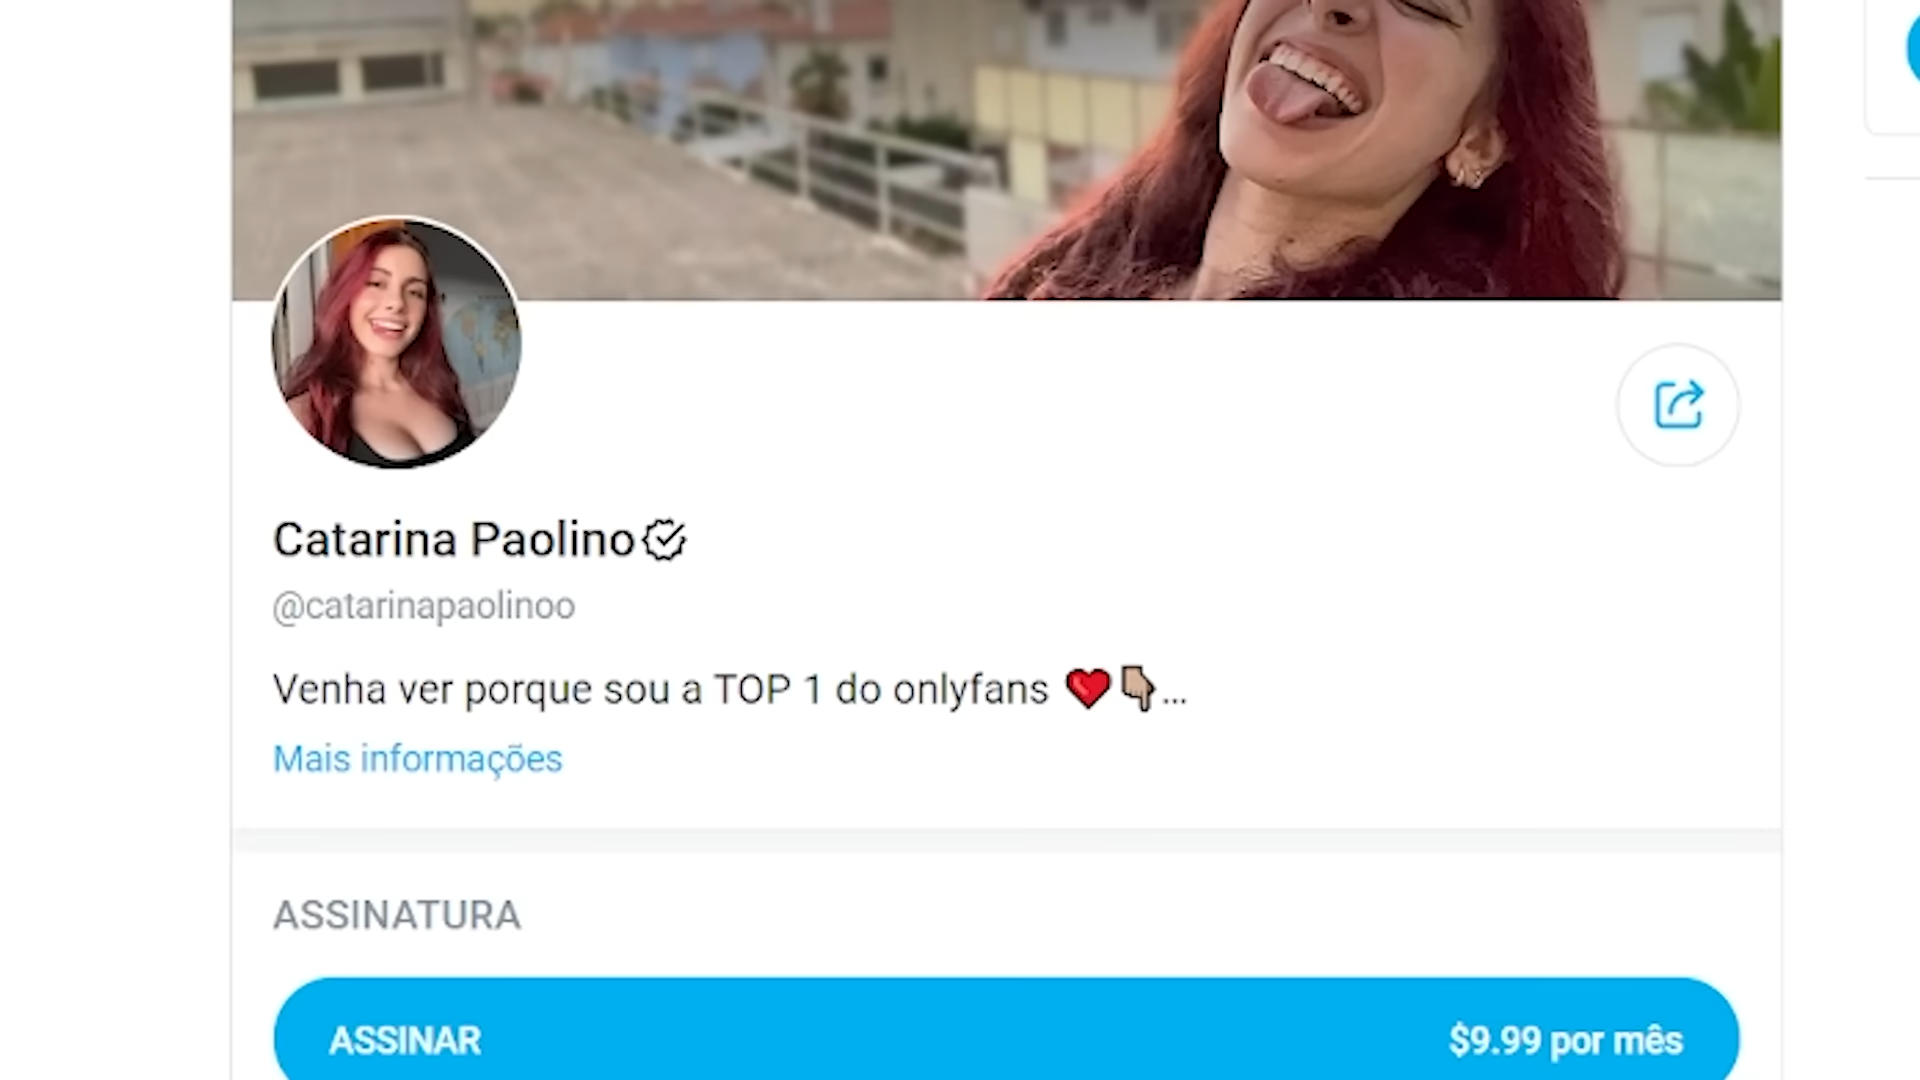 Catarina Paolino
@catarinapaolinoo
Venha ver porque sou a TOP 1 do onlyfans ❤️👇🏼...
Mais informações
ASSINATURA
ASSINAR $9.99 por mês